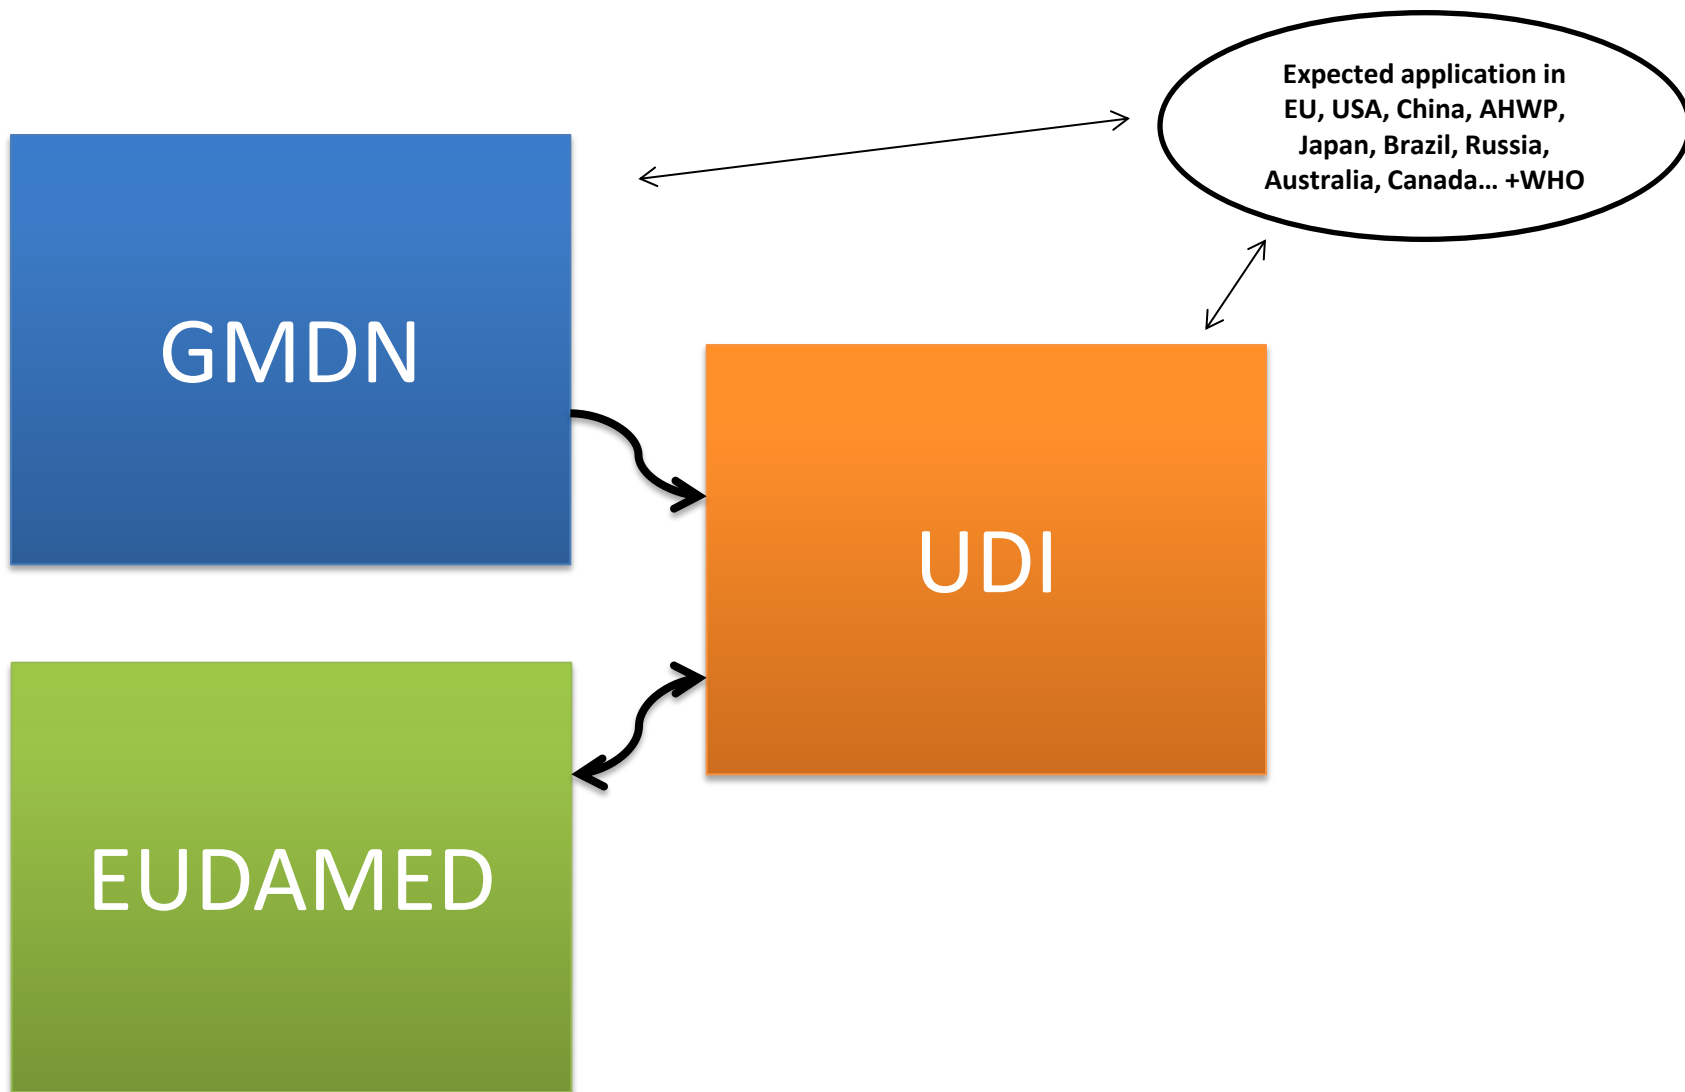 Expected application in
EU, USA, China, AHWP,
Japan, Brazil, Russia,
Australia, Canada... +WHO
GMDN
UDI
EUDAMED